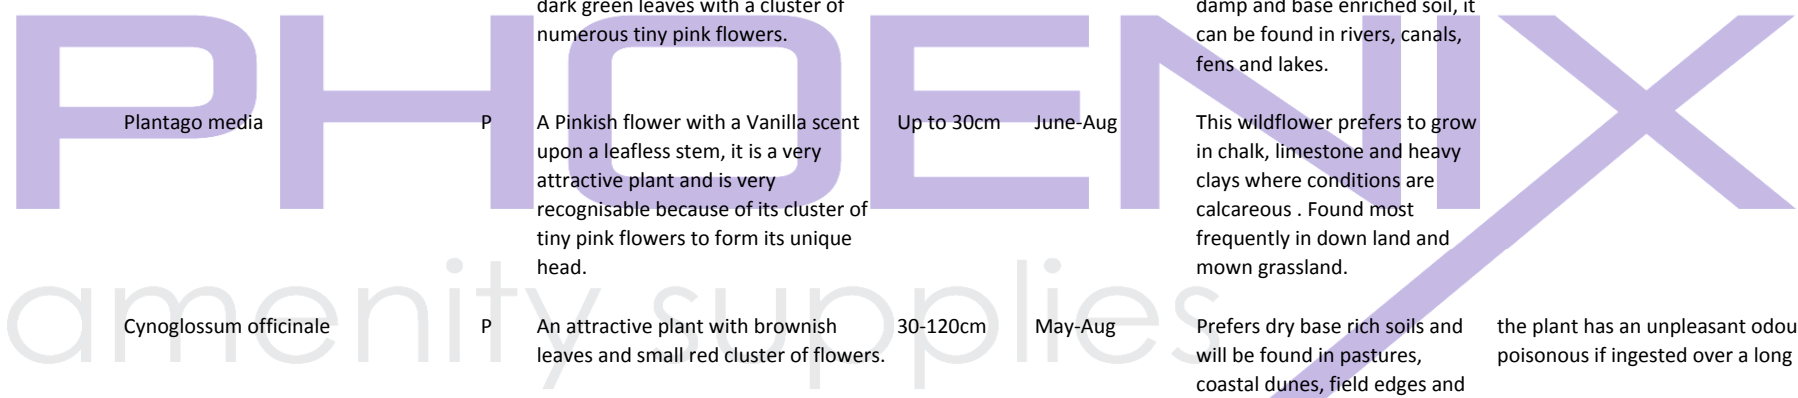 PHOENIX
amenity supplies
dark green leaves with a cluster of
numerous tiny pink flowers.
damp and base enriched soil, it
can be found in rivers, canals,
fens and lakes.
Plantago media
P
A Pinkish flower with a Vanilla scent
upon a leafless stem, it is a very
attractive plant and is very
recognisable because of its cluster of
tiny pink flowers to form its unique
head.
Up to 30cm
June-Aug
This wildflower prefers to grow
in chalk, limestone and heavy
clays where conditions are
calcareous . Found most
frequently in down land and
mown grassland.
Cynoglossum officinale
P
An attractive plant with brownish
leaves and small red cluster of flowers.
30-120cm
May-Aug
Prefers dry base rich soils and
will be found in pastures,
coastal dunes, field edges and
the plant has an unpleasant odou
poisonous if ingested over a long